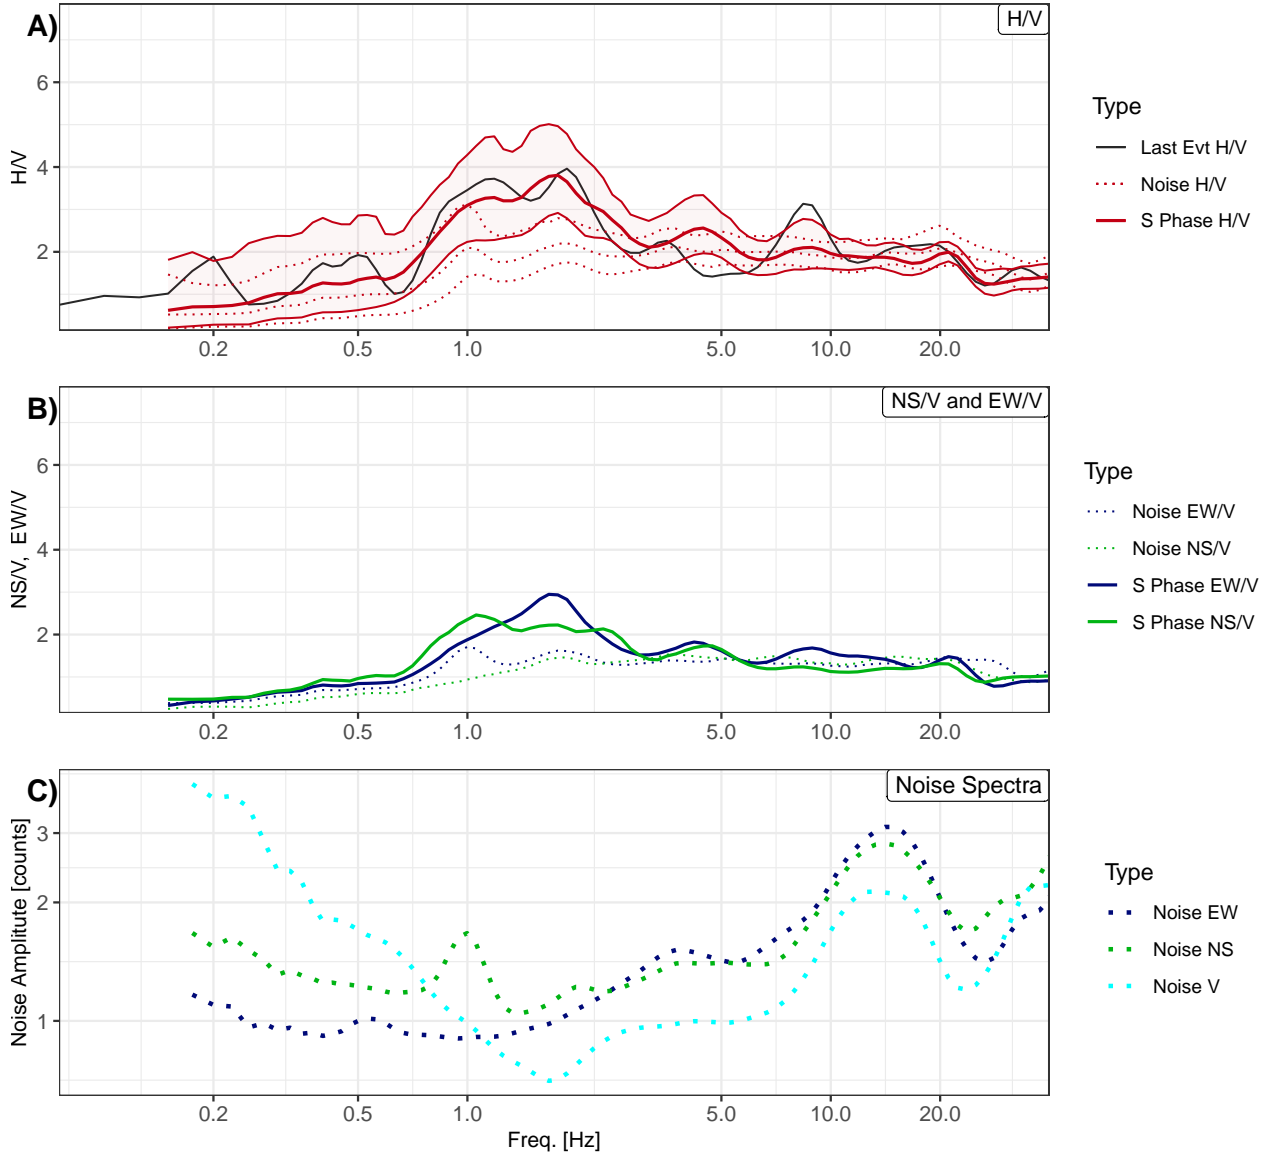 A)
H/V
6
4
2
H/V
0.2 0.5 1.0 5.0 10.0 20.0
Type
Last Evt H/V
Noise H/V
S Phase H/V
B)
NS/V and EW/V
6
4
2
NS/V, EW/V
0.2 0.5 1.0 5.0 10.0 20.0
Type
Noise EW/V
Noise NS/V
S Phase EW/V
S Phase NS/V
C)
Noise Spectra
3
2
1
Noise Amplitude [counts]
0.2 0.5 1.0 5.0 10.0 20.0
Freq. [Hz]
Type
Noise EW
Noise NS
Noise V